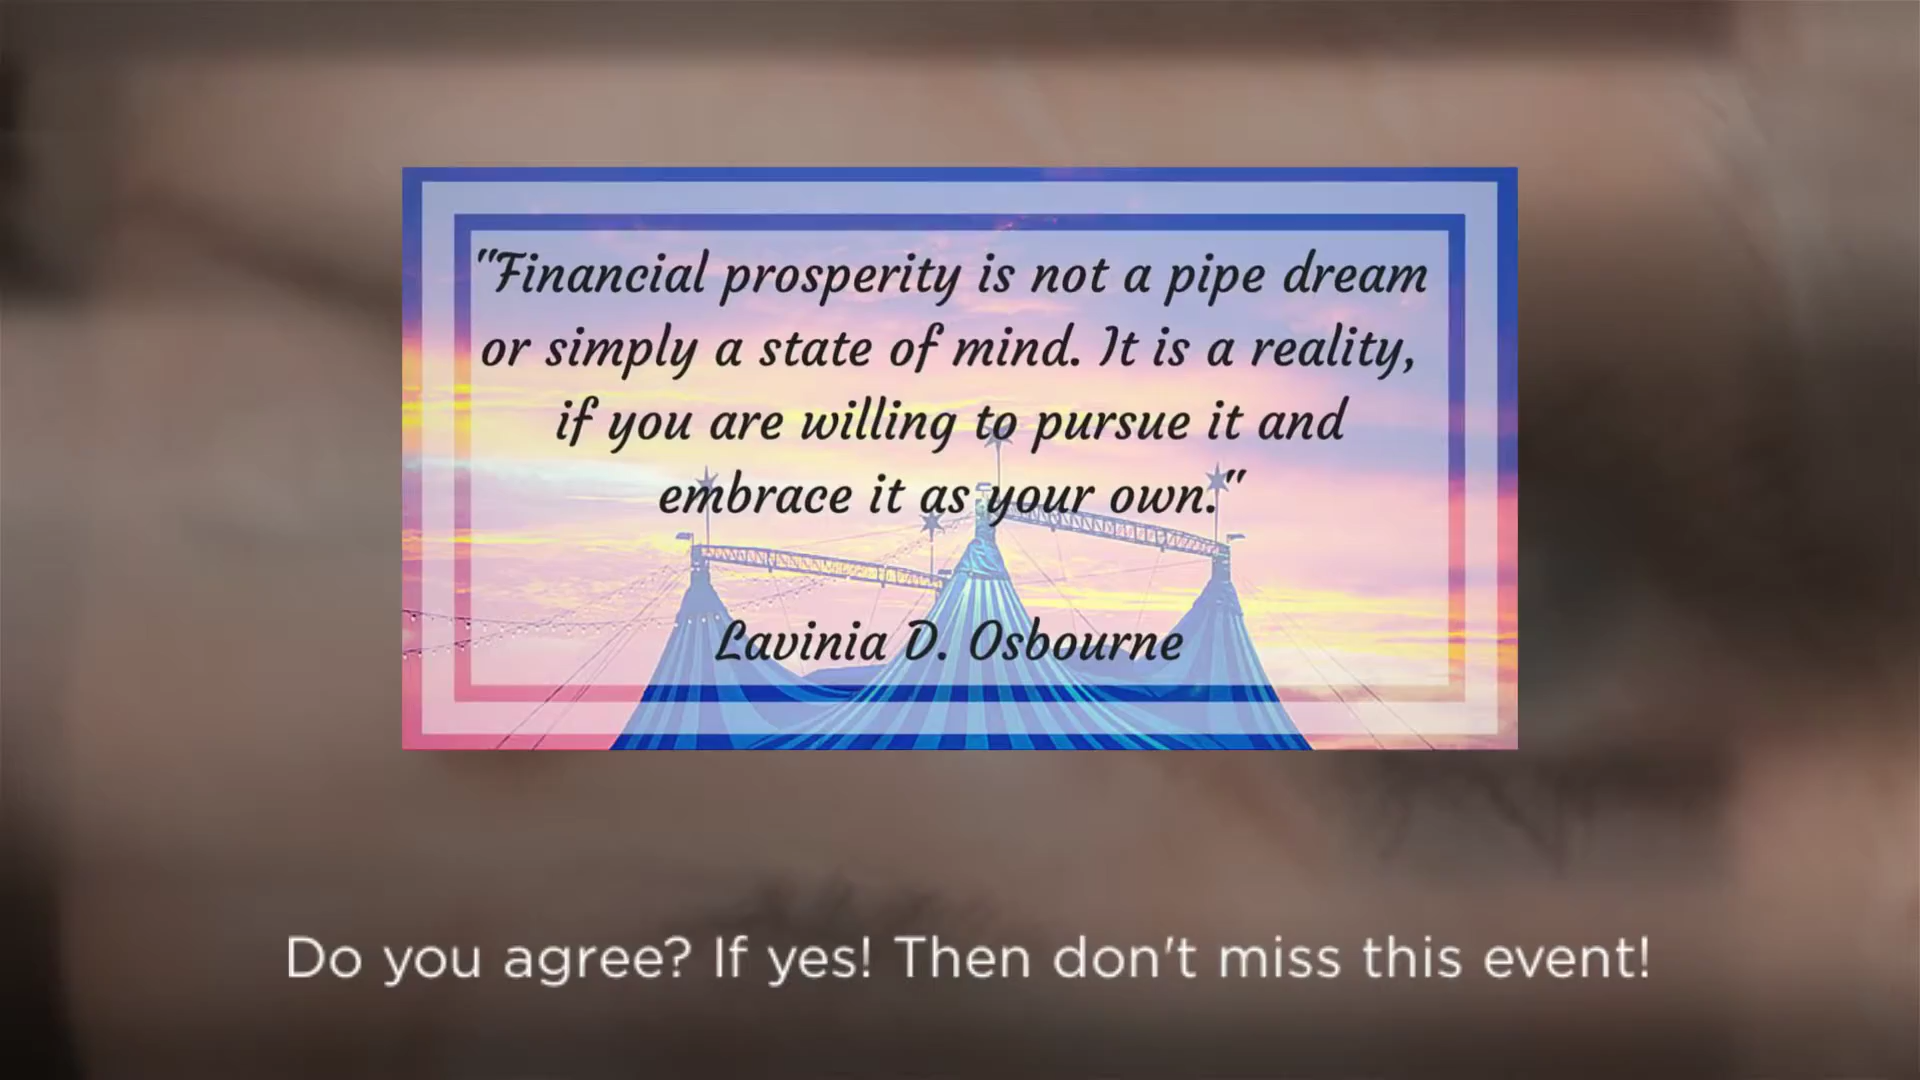 "Financial prosperity is not a pipe dream
or simply a state of mind. It is a reality,
if you are willing to pursue it and
embrace it as your own."
Lavinia D. Osbourne
Do you agree? If yes! Then don't miss this event!